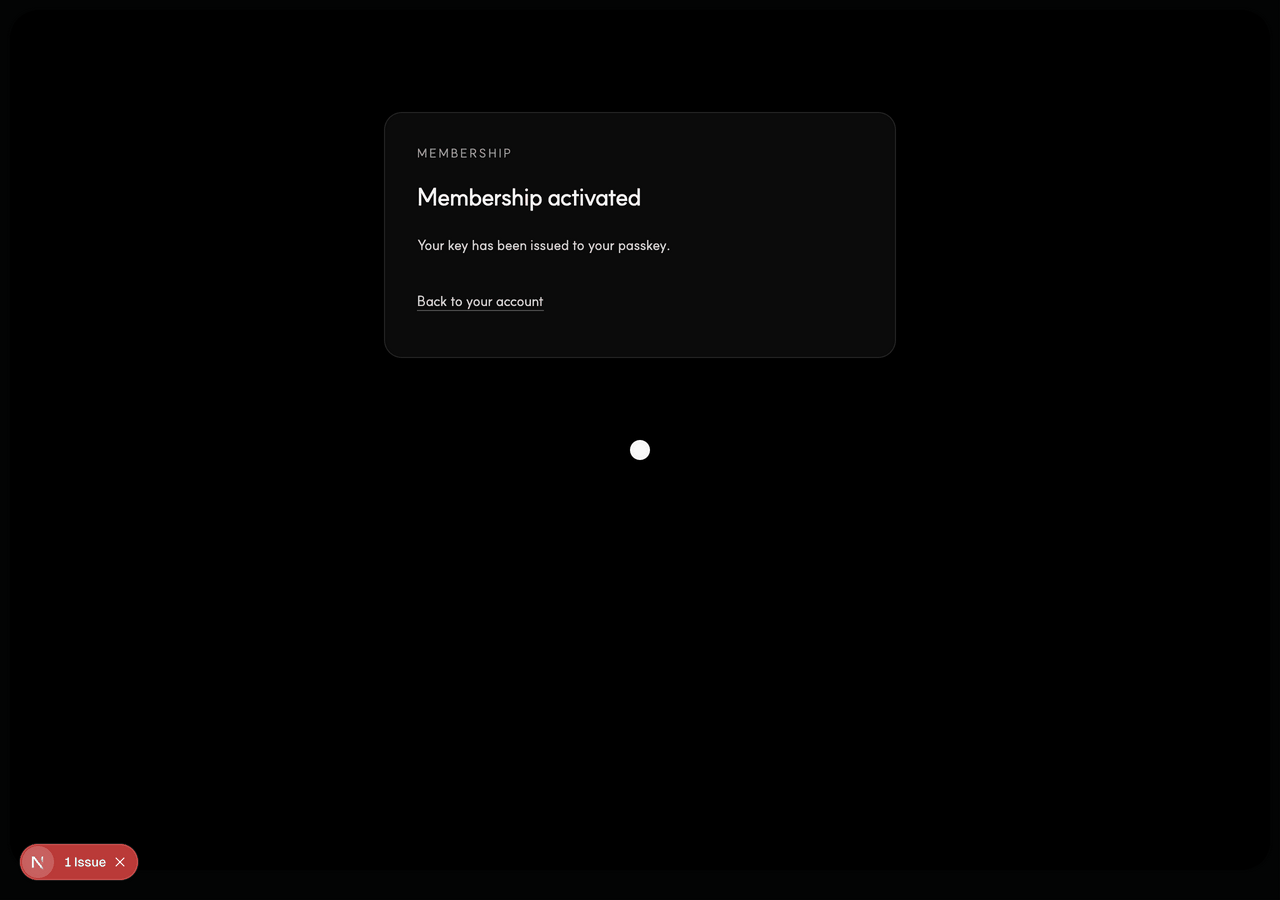 MEMBERSHIP
Membership activated
Your key has been issued to your passkey.
Back to your account
N 1 Issue